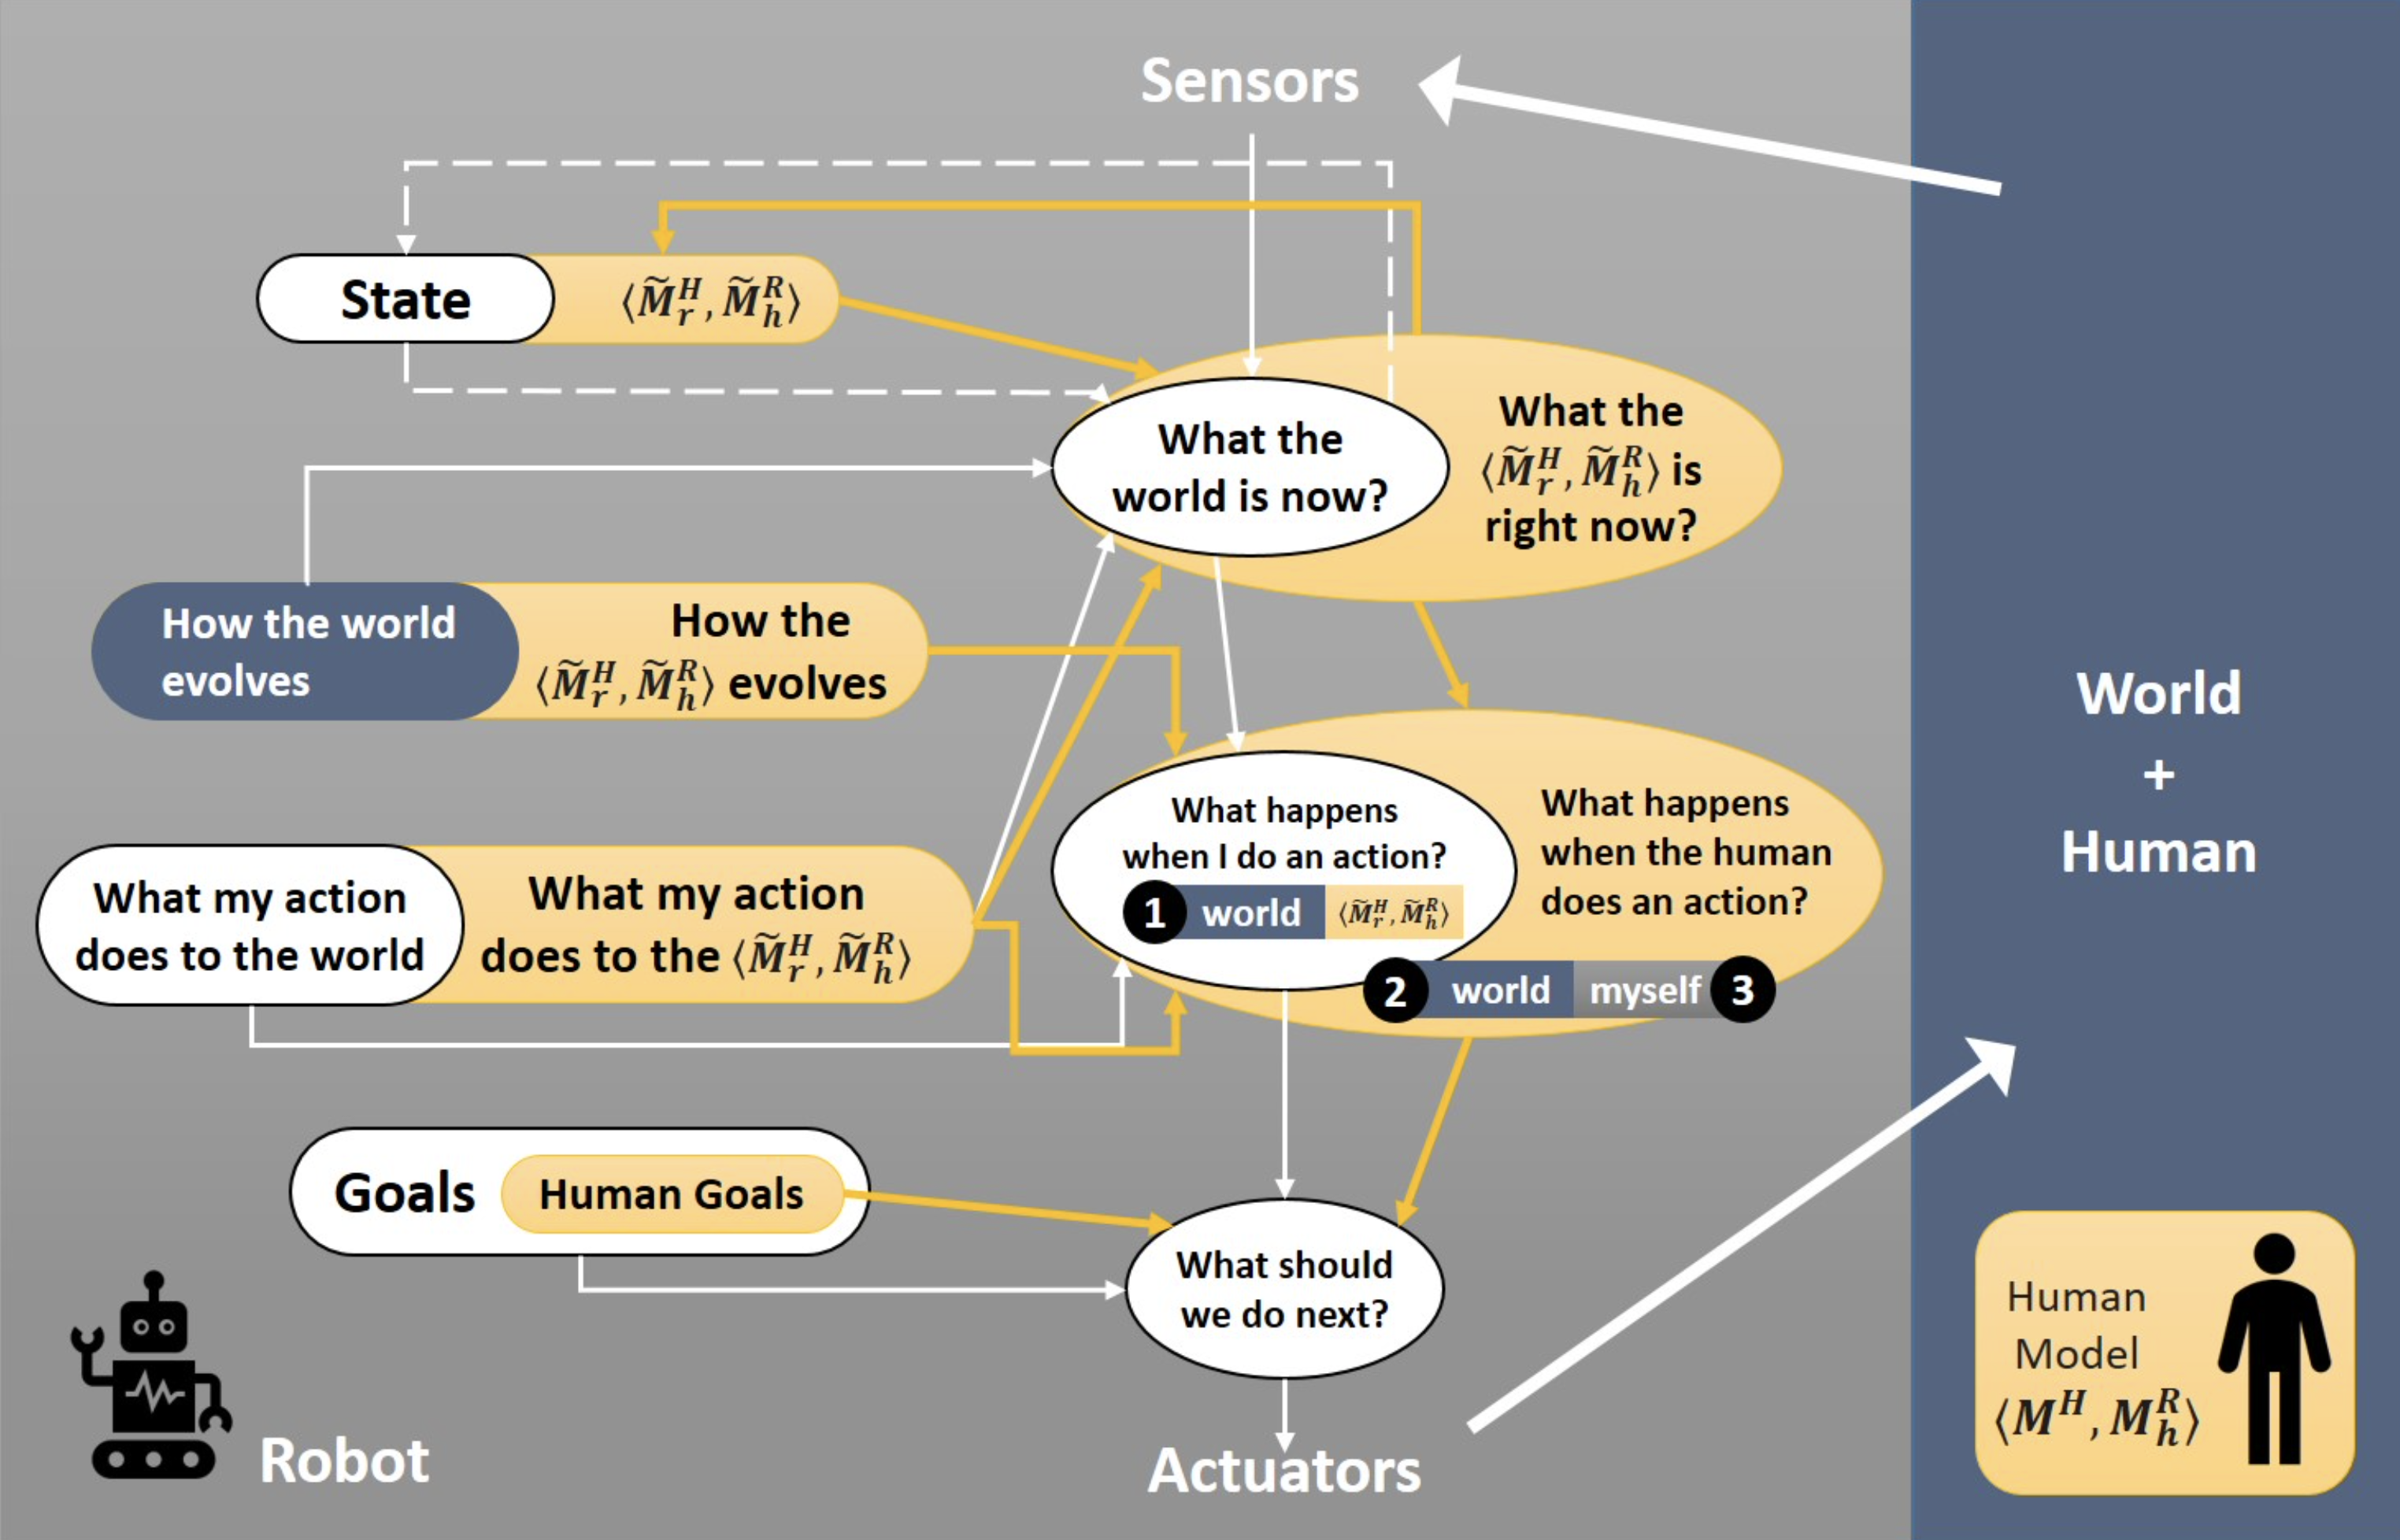 Sensors
State
⟨M̃ᴴᵣ, M̃ᴿₕ⟩
What the
world is now?
What the
⟨M̃ᴴᵣ, M̃ᴿₕ⟩ is
right now?
How the world
evolves
How the
⟨M̃ᴴᵣ, M̃ᴿₕ⟩ evolves
What my action
does to the world
What my action
does to the ⟨M̃ᴴᵣ, M̃ᴿₕ⟩
What happens
when I do an action?
1 world ⟨M̃ᴴᵣ, M̃ᴿₕ⟩
What happens
when the human
does an action?
2 world myself 3
Goals
Human Goals
What should
we do next?
Actuators
Robot
World
+
Human
Human
Model
⟨Mᴴ, Mᴿₕ⟩